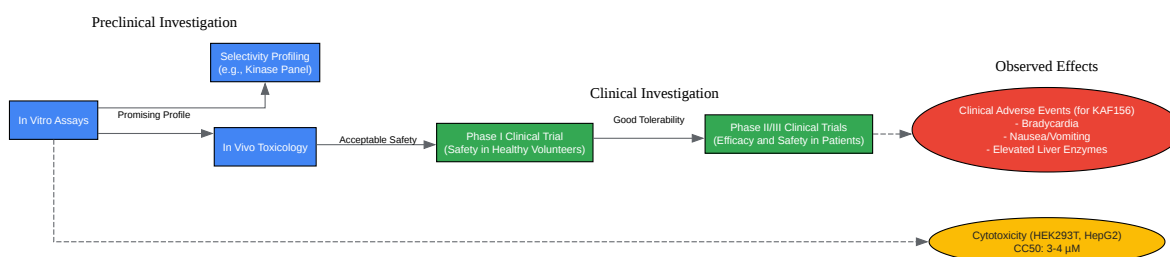 Preclinical Investigation
Selectivity Profiling
(e.g., Kinase Panel)
In Vitro Assays
Promising Profile
In Vivo Toxicology
Acceptable Safety
Clinical Investigation
Phase I Clinical Trial
(Safety in Healthy Volunteers)
Good Tolerability
Phase II/III Clinical Trials
(Efficacy and Safety in Patients)
Observed Effects
Clinical Adverse Events (for KAF156)
- Bradycardia
- Nausea/Vomiting
- Elevated Liver Enzymes
Cytotoxicity (HEK293T, HepG2)
CC50: 3-4 µM